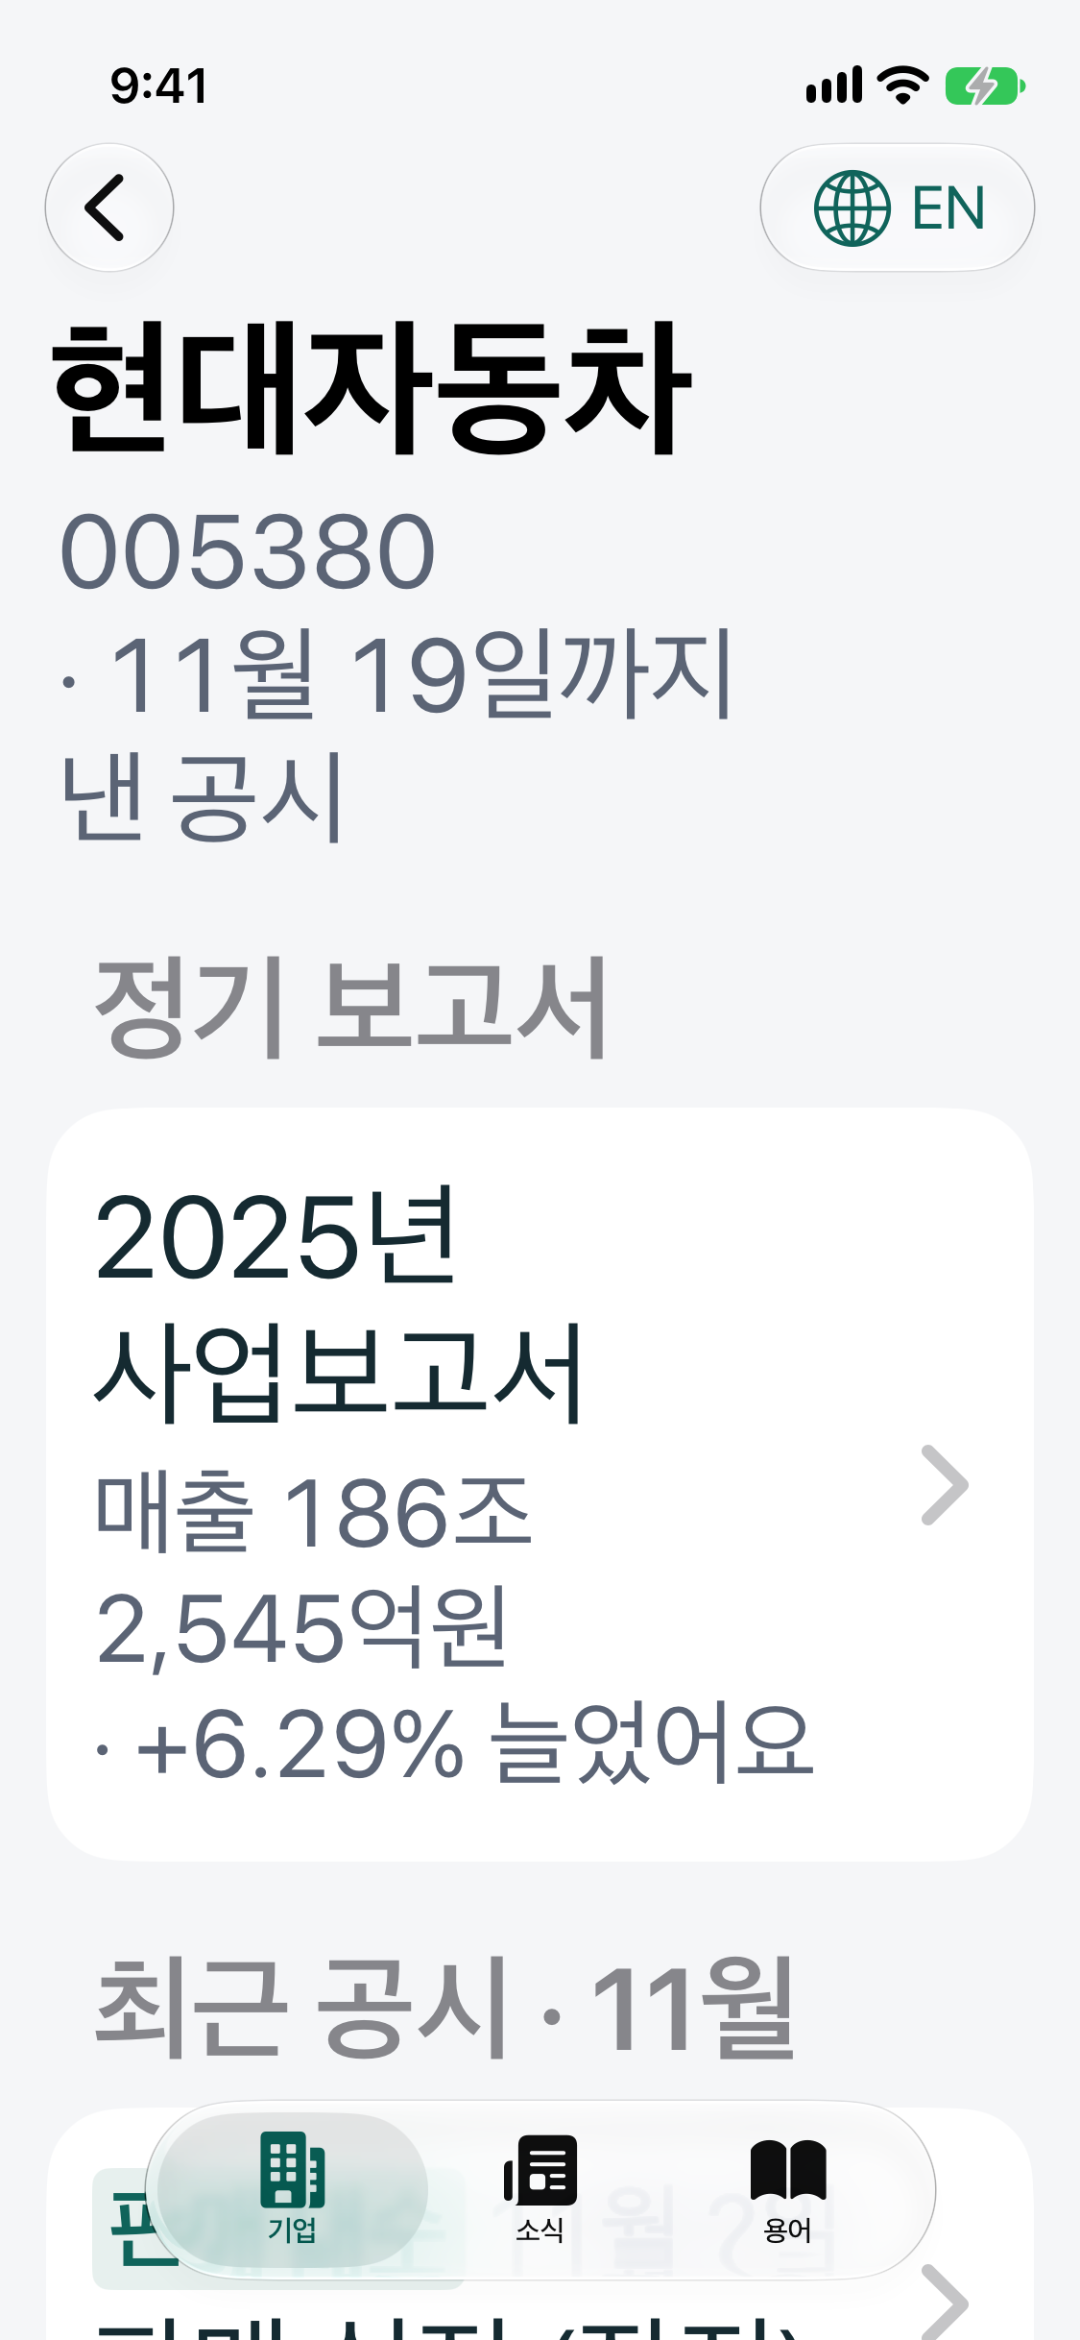 9:41
EN
현대자동차
005380
· 11월 19일까지
낸 공시
정기 보고서
2025년
사업보고서
매출 186조
2,545억원
· +6.29% 늘었어요
최근 공시 · 11월
기업
소식
용어